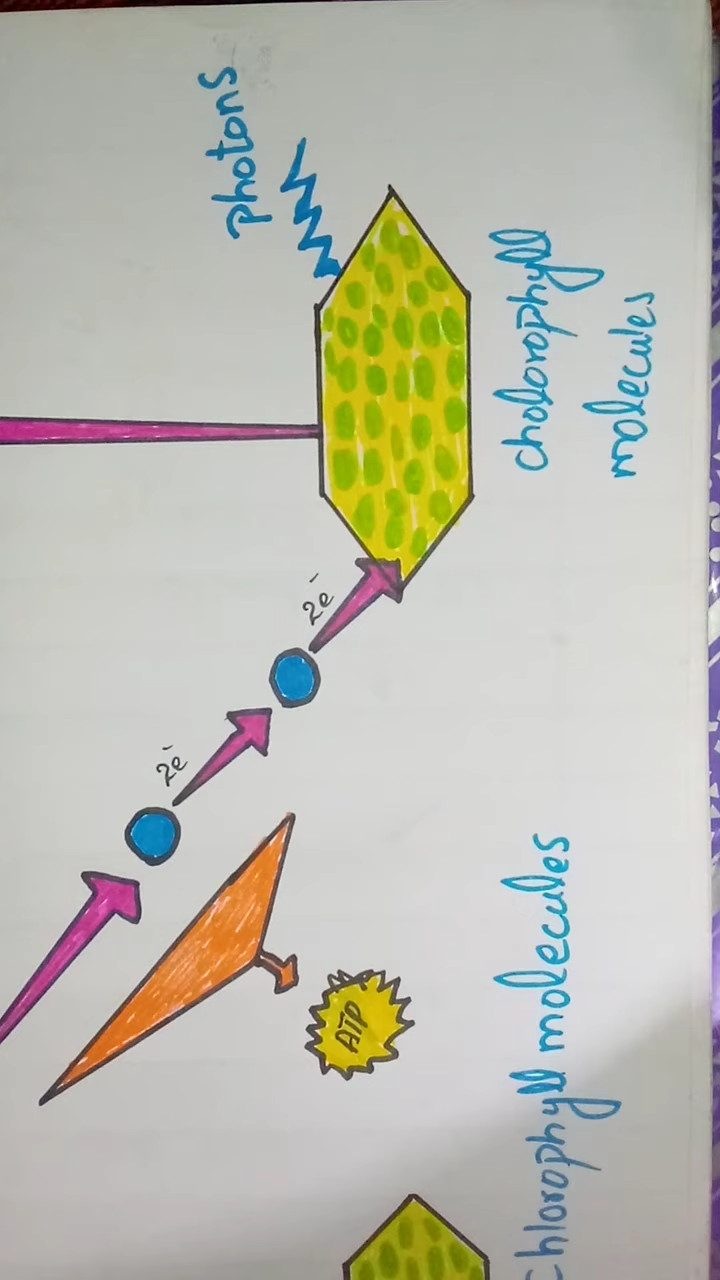 photons
2e⁻
2e⁻
ATP
Chlorophyll molecules
cholorophyll
molecules